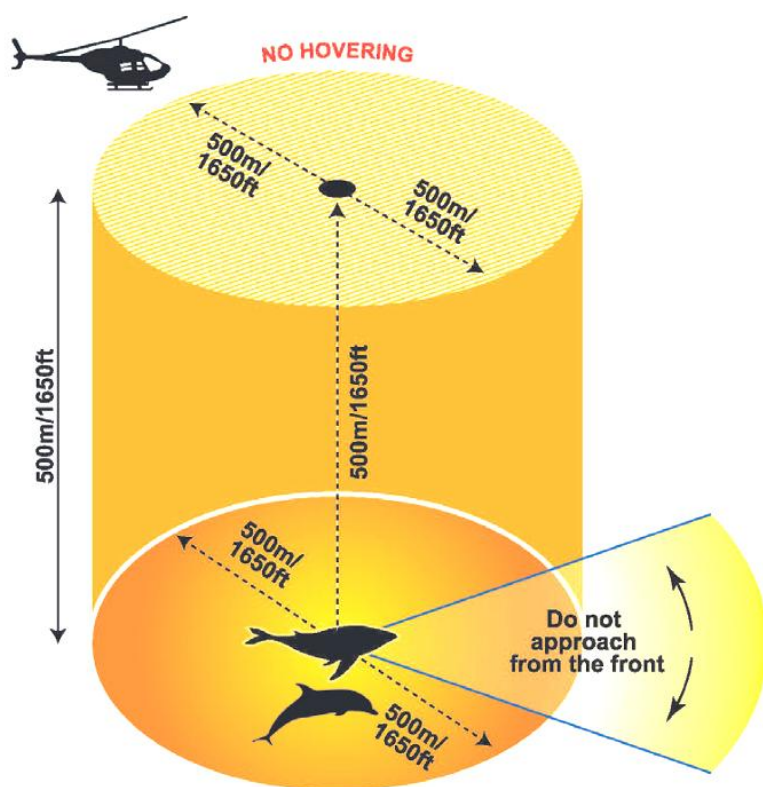 NO HOVERING
500m/
1650ft
500m/
1650ft
500m/1650ft
500m/1650ft
500m/
1650ft
Do not
approach
from the front
500m/
1650ft